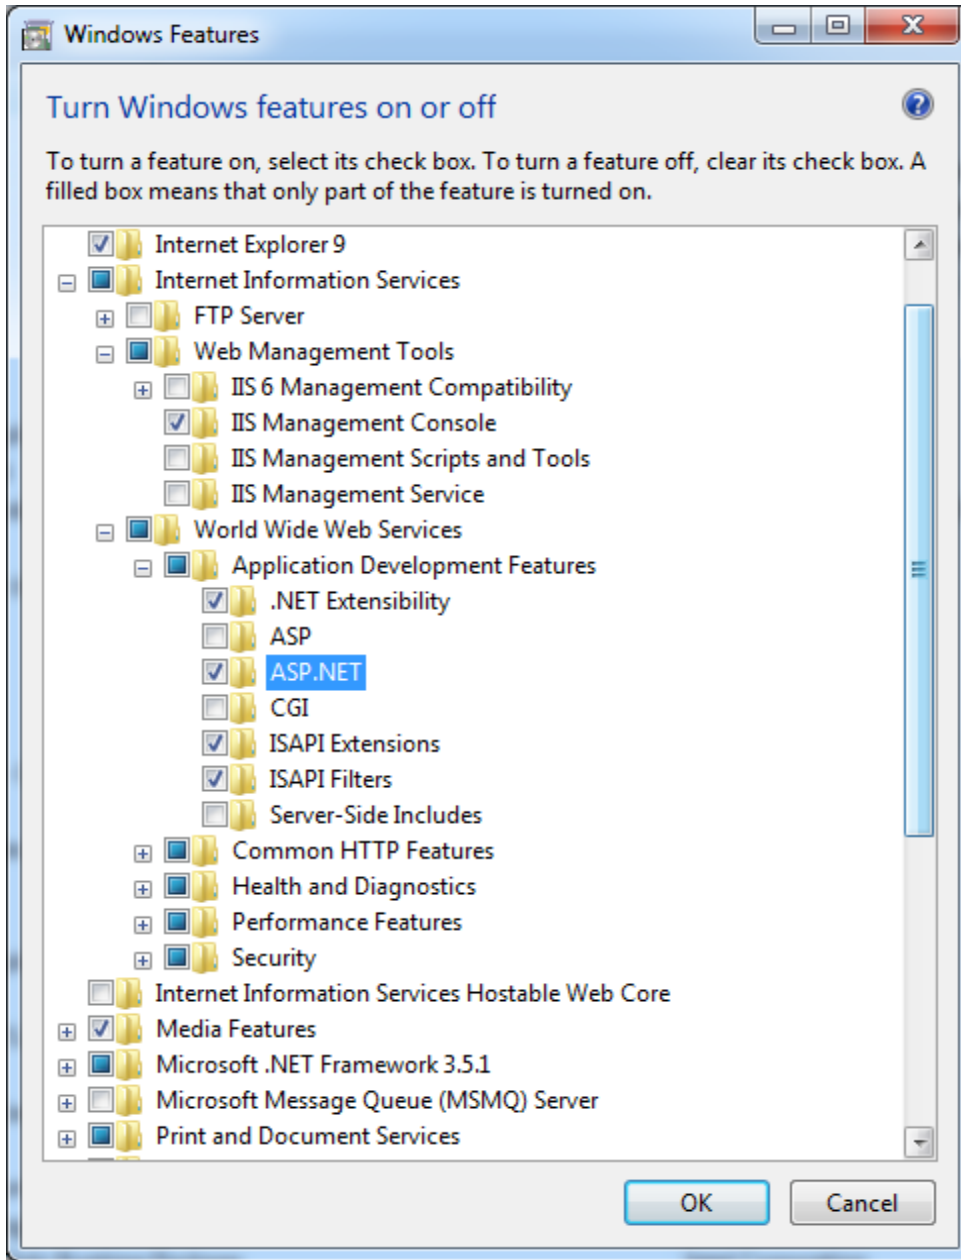 Windows Features
Turn Windows features on or off
To turn a feature on, select its check box. To turn a feature off, clear its check box. A
filled box means that only part of the feature is turned on.
Internet Explorer 9
Internet Information Services
FTP Server
Web Management Tools
IIS 6 Management Compatibility
IIS Management Console
IIS Management Scripts and Tools
IIS Management Service
World Wide Web Services
Application Development Features
.NET Extensibility
ASP
ASP.NET
CGI
ISAPI Extensions
ISAPI Filters
Server-Side Includes
Common HTTP Features
Health and Diagnostics
Performance Features
Security
Internet Information Services Hostable Web Core
Media Features
Microsoft .NET Framework 3.5.1
Microsoft Message Queue (MSMQ) Server
Print and Document Services
OK Cancel